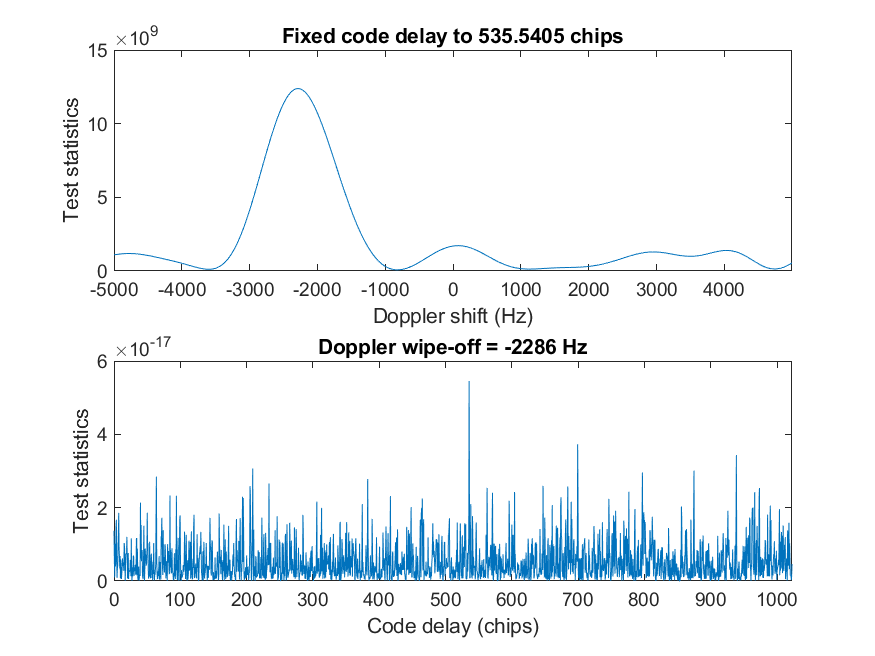 ×10^9
Fixed code delay to 535.5405 chips
15
10
5
0
Test statistics
-5000 -4000 -3000 -2000 -1000 0 1000 2000 3000 4000
Doppler shift (Hz)
×10^-17
Doppler wipe-off = -2286 Hz
6
4
2
0
Test statistics
0 100 200 300 400 500 600 700 800 900 1000
Code delay (chips)